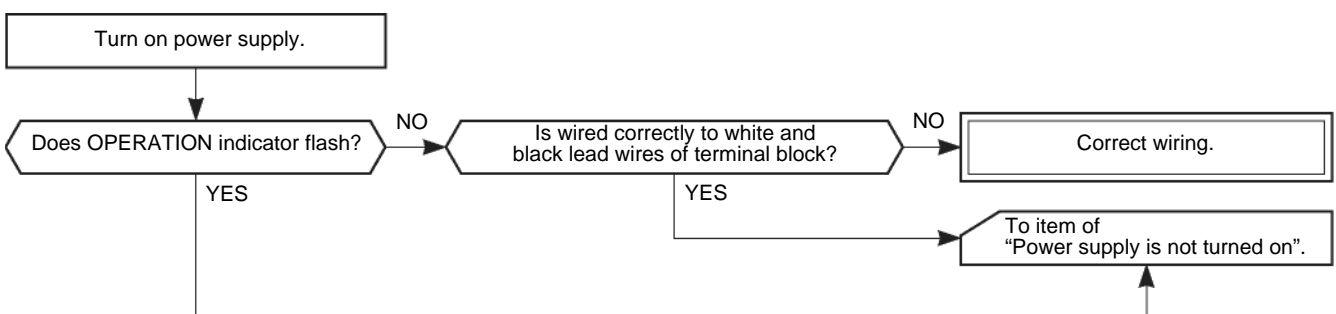 Turn on power supply.
Does OPERATION indicator flash?
NO
Is wired correctly to white and
black lead wires of terminal block?
NO
Correct wiring.
YES
YES
To item of
“Power supply is not turned on”.